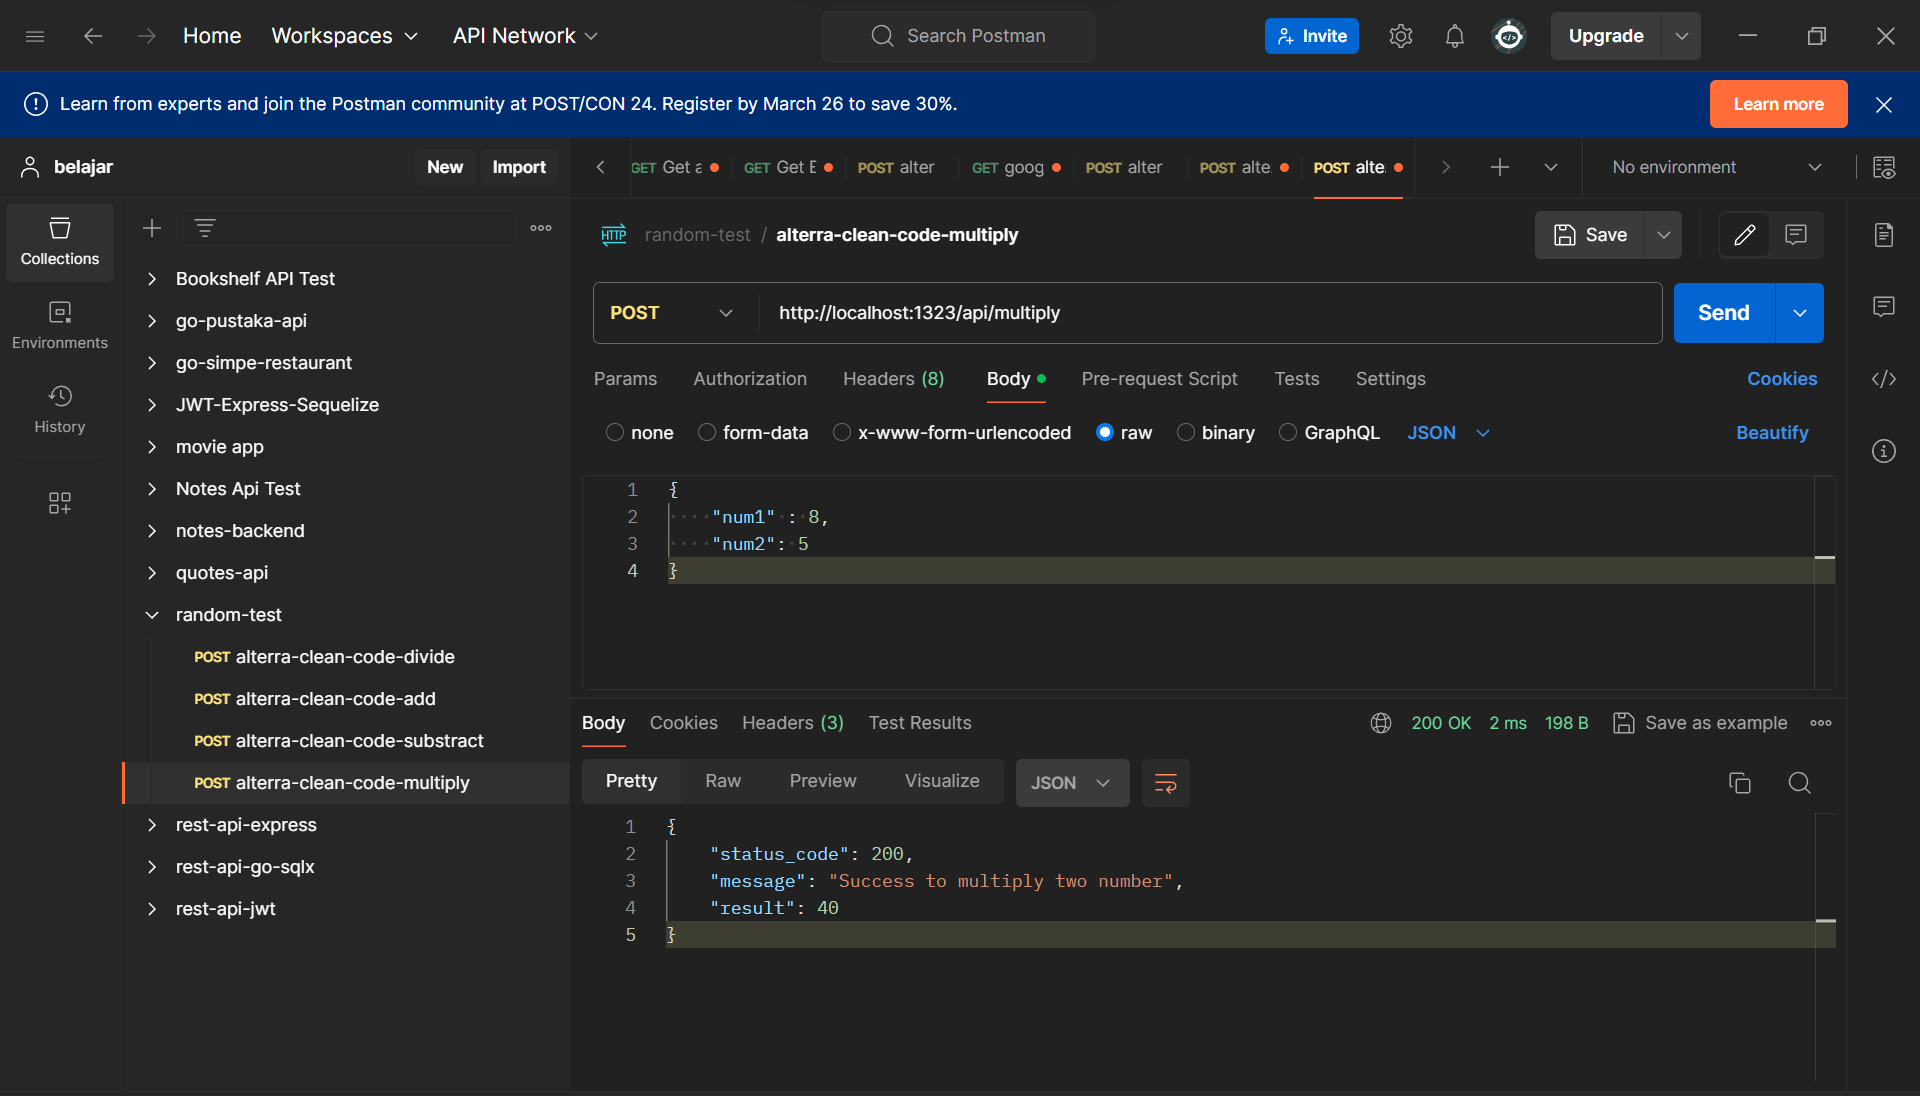 Home Workspaces API Network Search Postman Invite Upgrade
Learn from experts and join the Postman community at POST/CON 24. Register by March 26 to save 30%. Learn more
belajar New Import GET Get a GET Get E POST alter GET goog POST alter POST alte. POST alte. No environment
Collections
Environments
History
Bookshelf API Test
go-pustaka-api
go-simpe-restaurant
JWT-Express-Sequelize
movie app
Notes Api Test
notes-backend
quotes-api
random-test
POST alterra-clean-code-divide
POST alterra-clean-code-add
POST alterra-clean-code-substract
POST alterra-clean-code-multiply
rest-api-express
rest-api-go-sqlx
rest-api-jwt
HTTP random-test / alterra-clean-code-multiply Save
POST http://localhost:1323/api/multiply Send
Params Authorization Headers (8) Body Pre-request Script Tests Settings Cookies
none form-data x-www-form-urlencoded raw binary GraphQL JSON Beautify
1 {
2 "num1" : 8,
3 "num2": 5
4 }
Body Cookies Headers (3) Test Results 200 OK 2 ms 198 B Save as example
Pretty Raw Preview Visualize JSON
1 {
2 "status_code": 200,
3 "message": "Success to multiply two number",
4 "result": 40
5 }